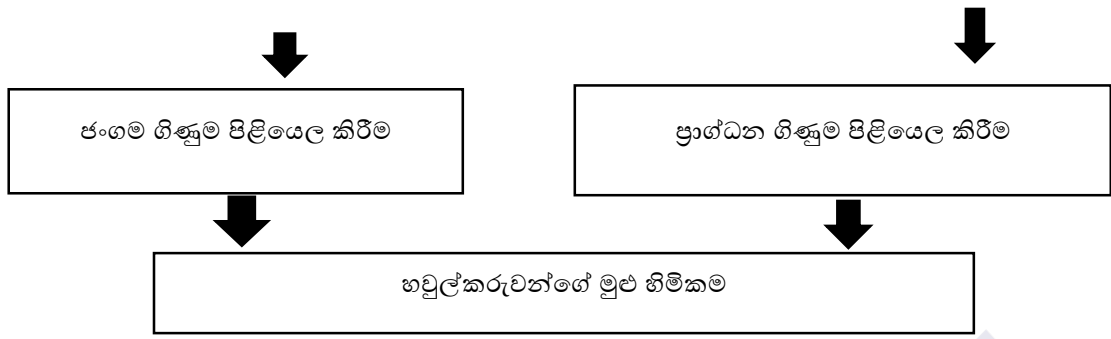 ජංගම ගිණුම පිළියෙල කිරීම
ප්‍රාග්ධන ගිණුම පිළියෙල කිරීම
හවුල්කරුවන්ගේ මුළු හිමිකම